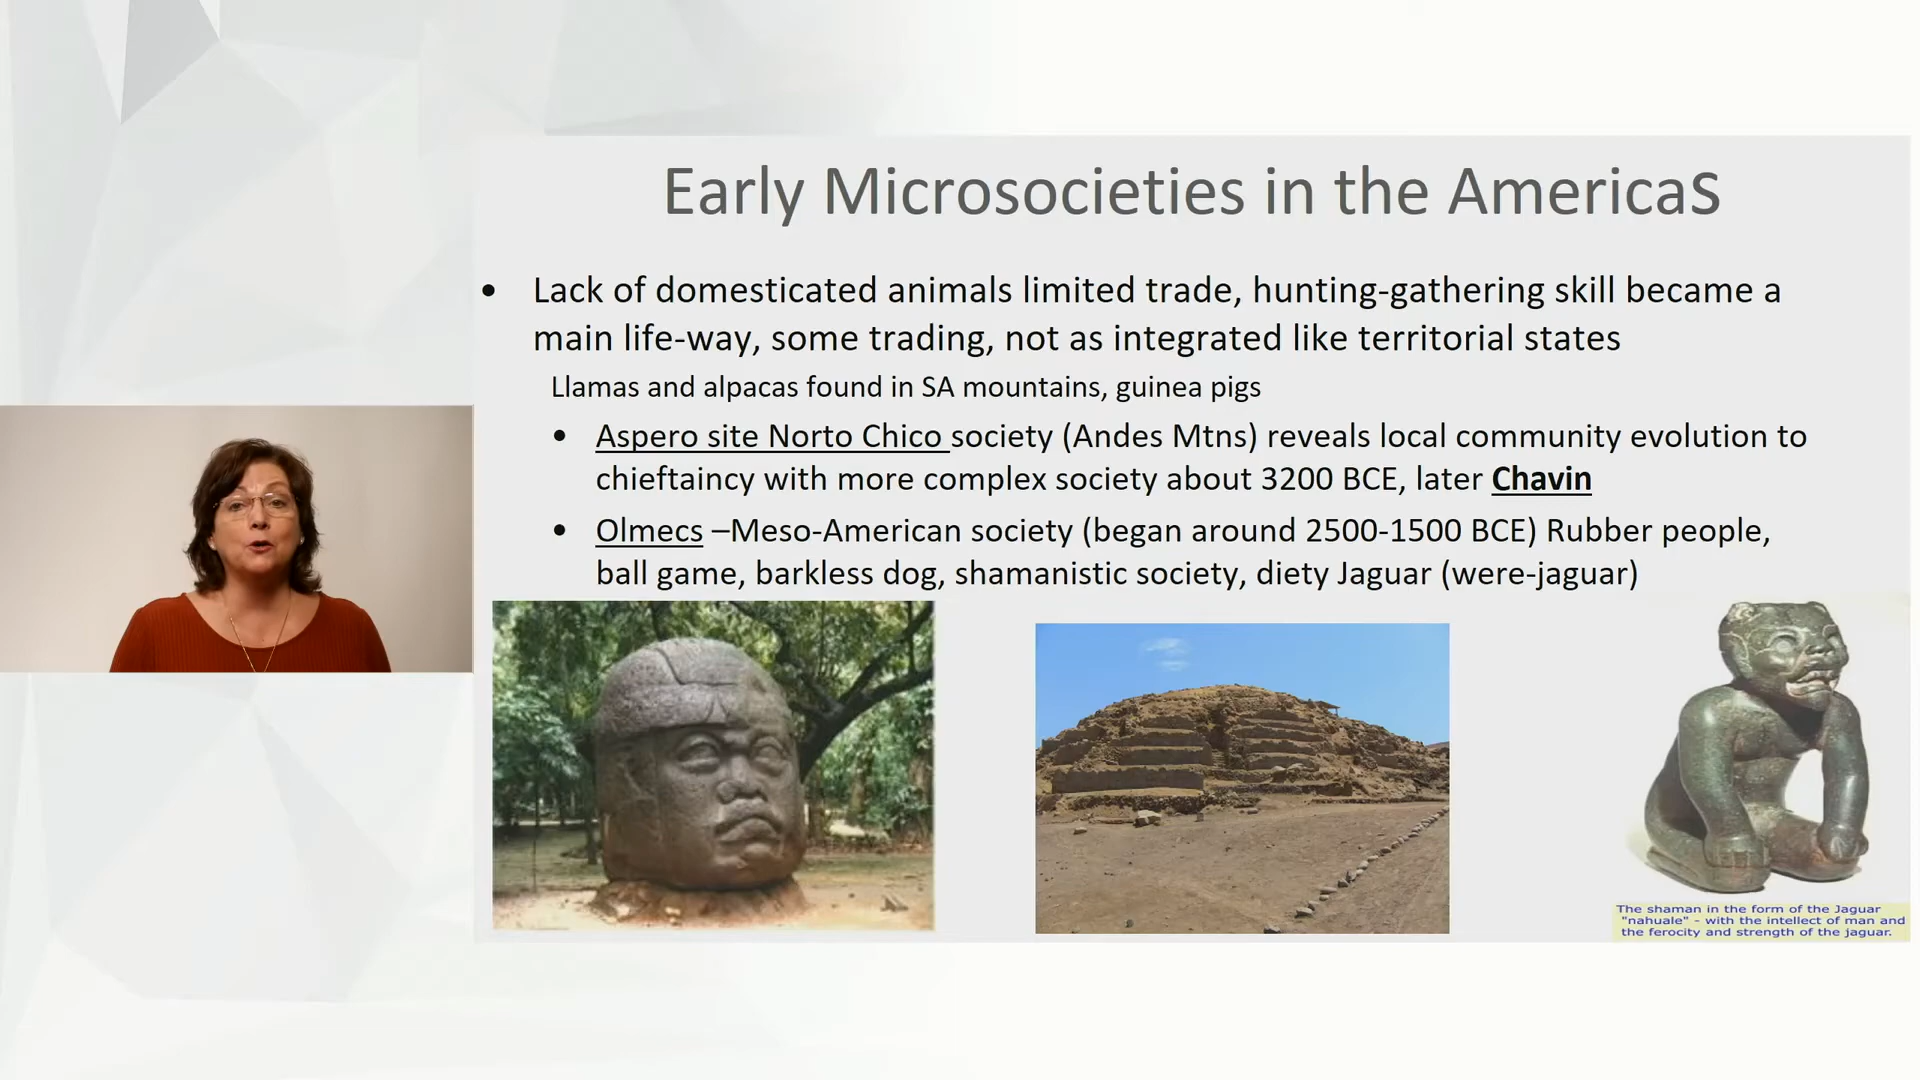 Early Microsocieties in the Americas
• Lack of domesticated animals limited trade, hunting-gathering skill became a
main life-way, some trading, not as integrated like territorial states
Llamas and alpacas found in SA mountains, guinea pigs
• Aspero site Norto Chico society (Andes Mtns) reveals local community evolution to
chieftaincy with more complex society about 3200 BCE, later Chavin
• Olmecs –Meso-American society (began around 2500-1500 BCE) Rubber people,
ball game, barkless dog, shamanistic society, diety Jaguar (were-jaguar)
The shaman in the form of the Jaguar
"nahuale" - with the intellect of man and
the ferocity and strength of the jaguar.